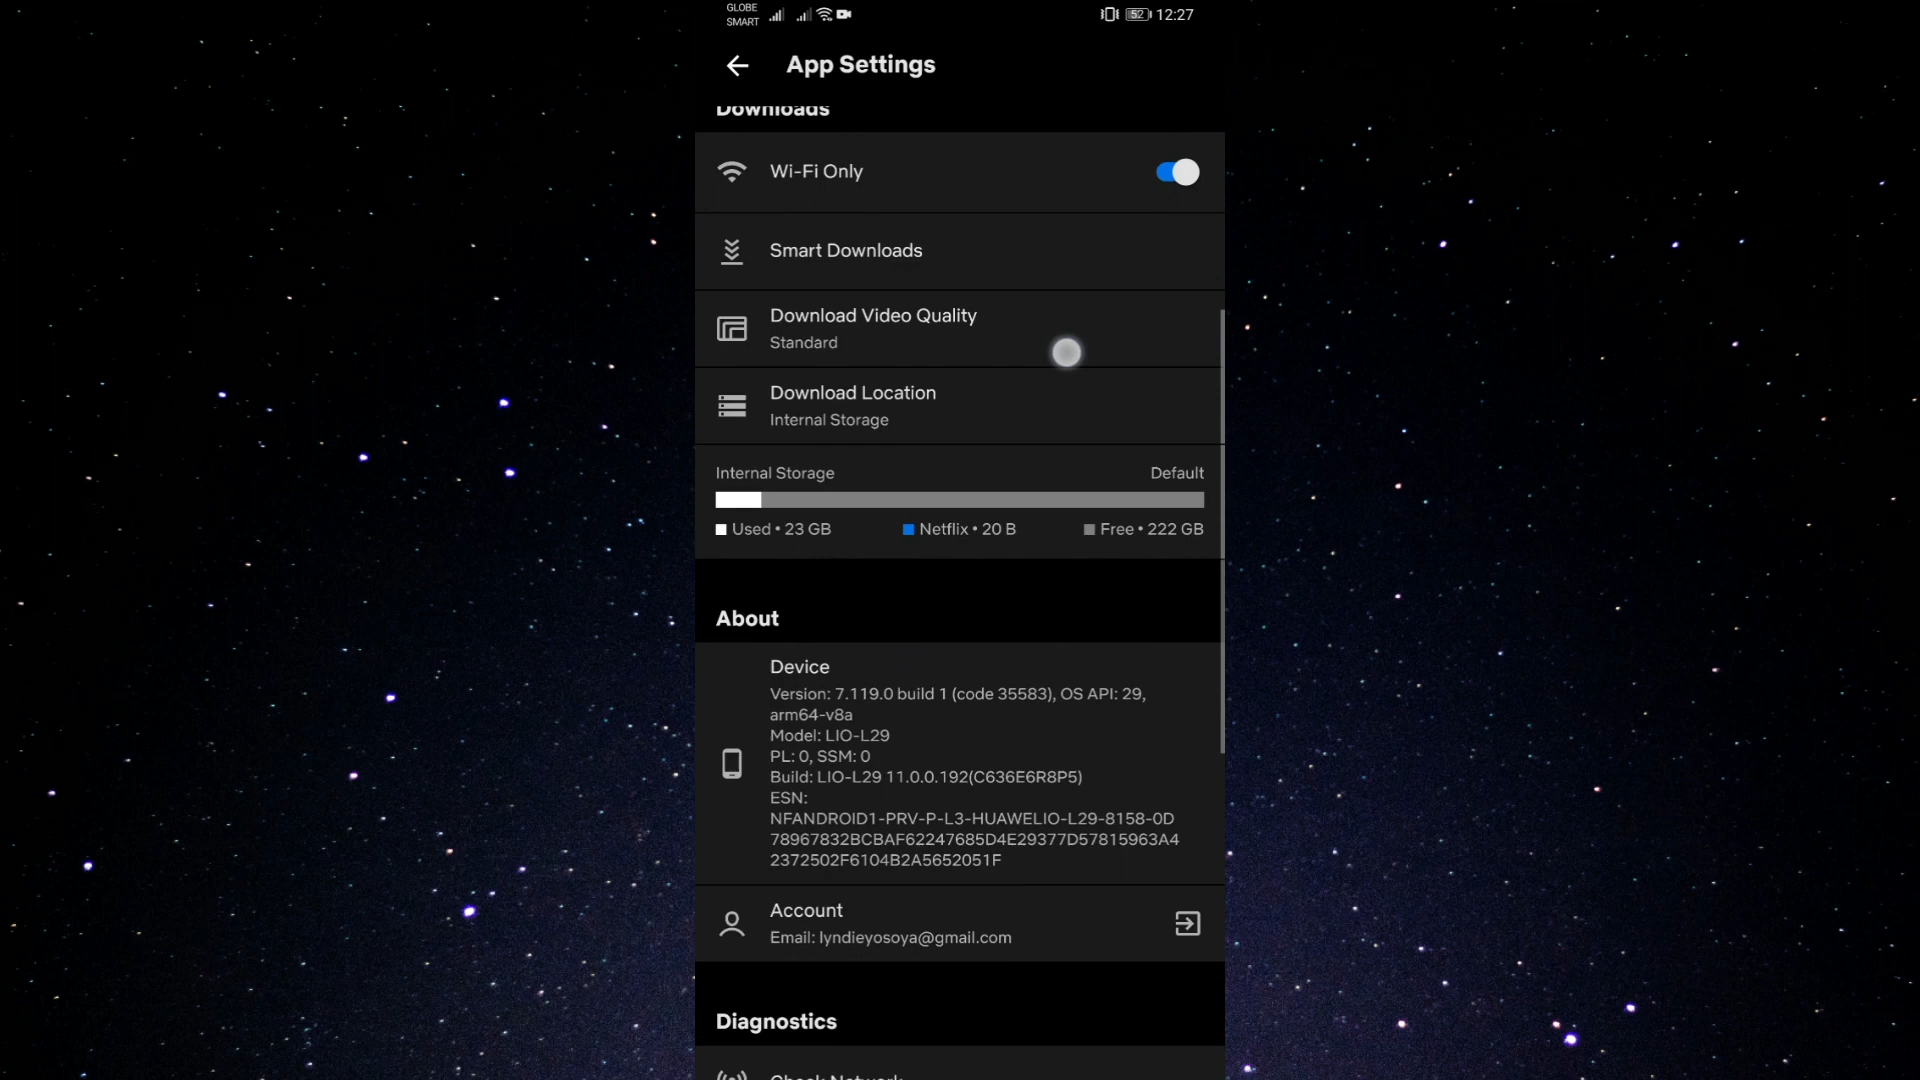 GLOBE
SMART
52
12:27
App Settings
Downloads
Wi-Fi Only
Smart Downloads
Download Video Quality
Standard
Download Location
Internal Storage
Internal Storage Default
Used • 23 GB Netflix • 20 B Free • 222 GB
About
Device
Version: 7.119.0 build 1 (code 35583), OS API: 29,
arm64-v8a
Model: LIO-L29
PL: 0, SSM: 0
Build: LIO-L29 11.0.0.192(C636E6R8P5)
ESN:
NFANDROID1-PRV-P-L3-HUAWELIO-L29-8158-0D
78967832BCBAF62247685D4E29377D57815963A4
2372502F6104B2A5652051F
Account
Email: lyndieyosoya@gmail.com
Diagnostics
Check Network